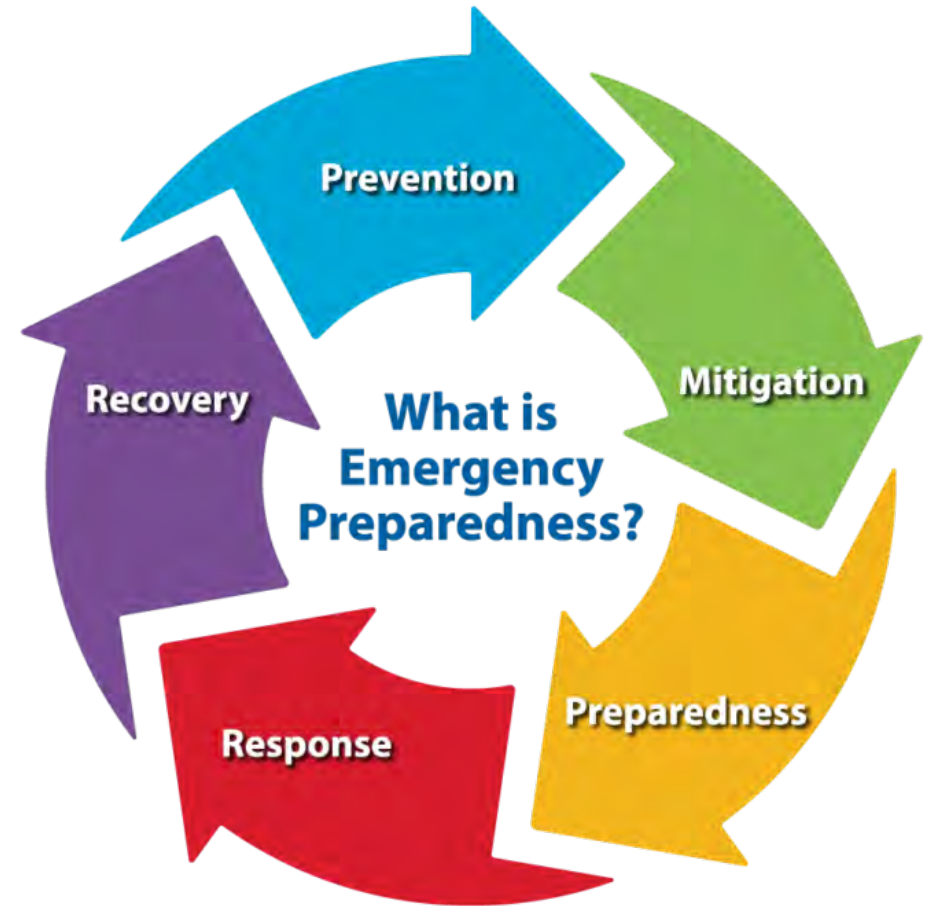 Prevention
Mitigation
Recovery
What is
Emergency
Preparedness?
Preparedness
Response